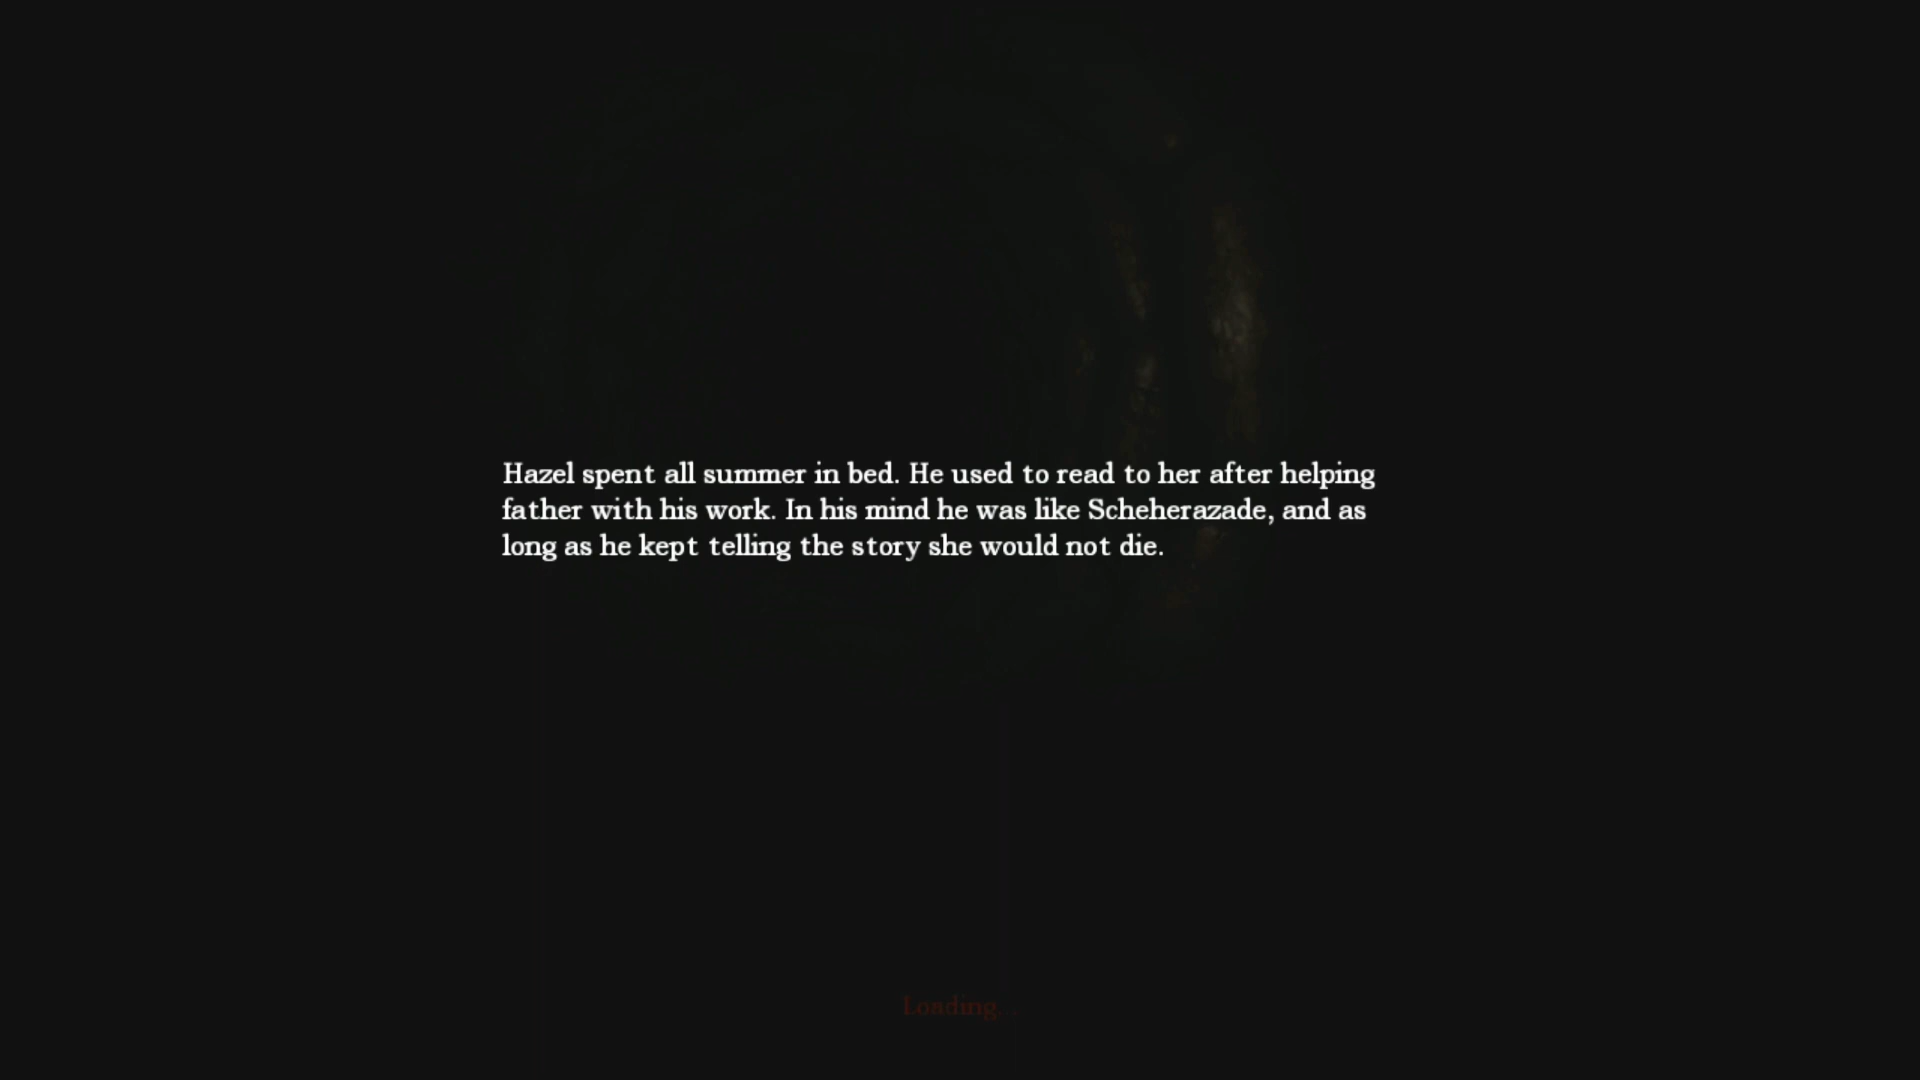 Hazel spent all summer in bed. He used to read to her after helping
father with his work. In his mind he was like Scheherazade, and as
long as he kept telling the story she would not die.
Loading...